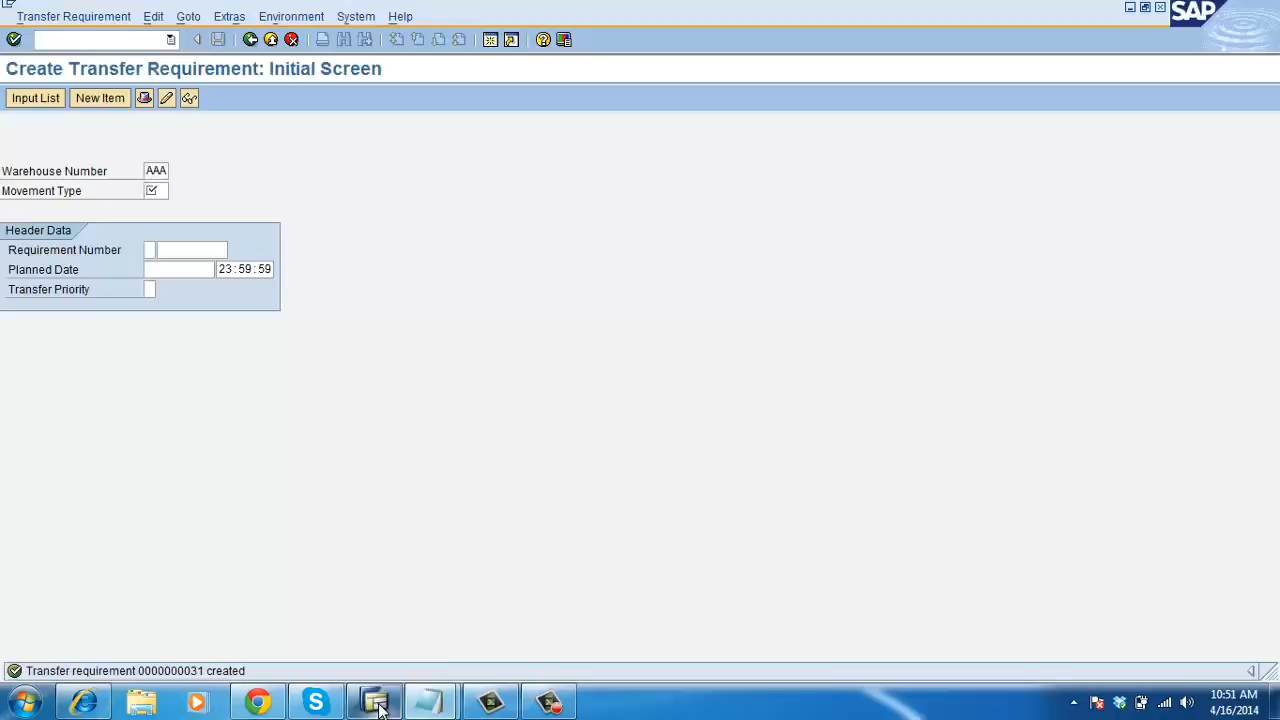 Transfer Requirement Edit Goto Extras Environment System Help
SAP
Create Transfer Requirement: Initial Screen
Input List New Item
Warehouse Number AAA
Movement Type
Header Data
Requirement Number
Planned Date 23:59:59
Transfer Priority
Transfer requirement 0000000031 created
10:51 AM
4/16/2014